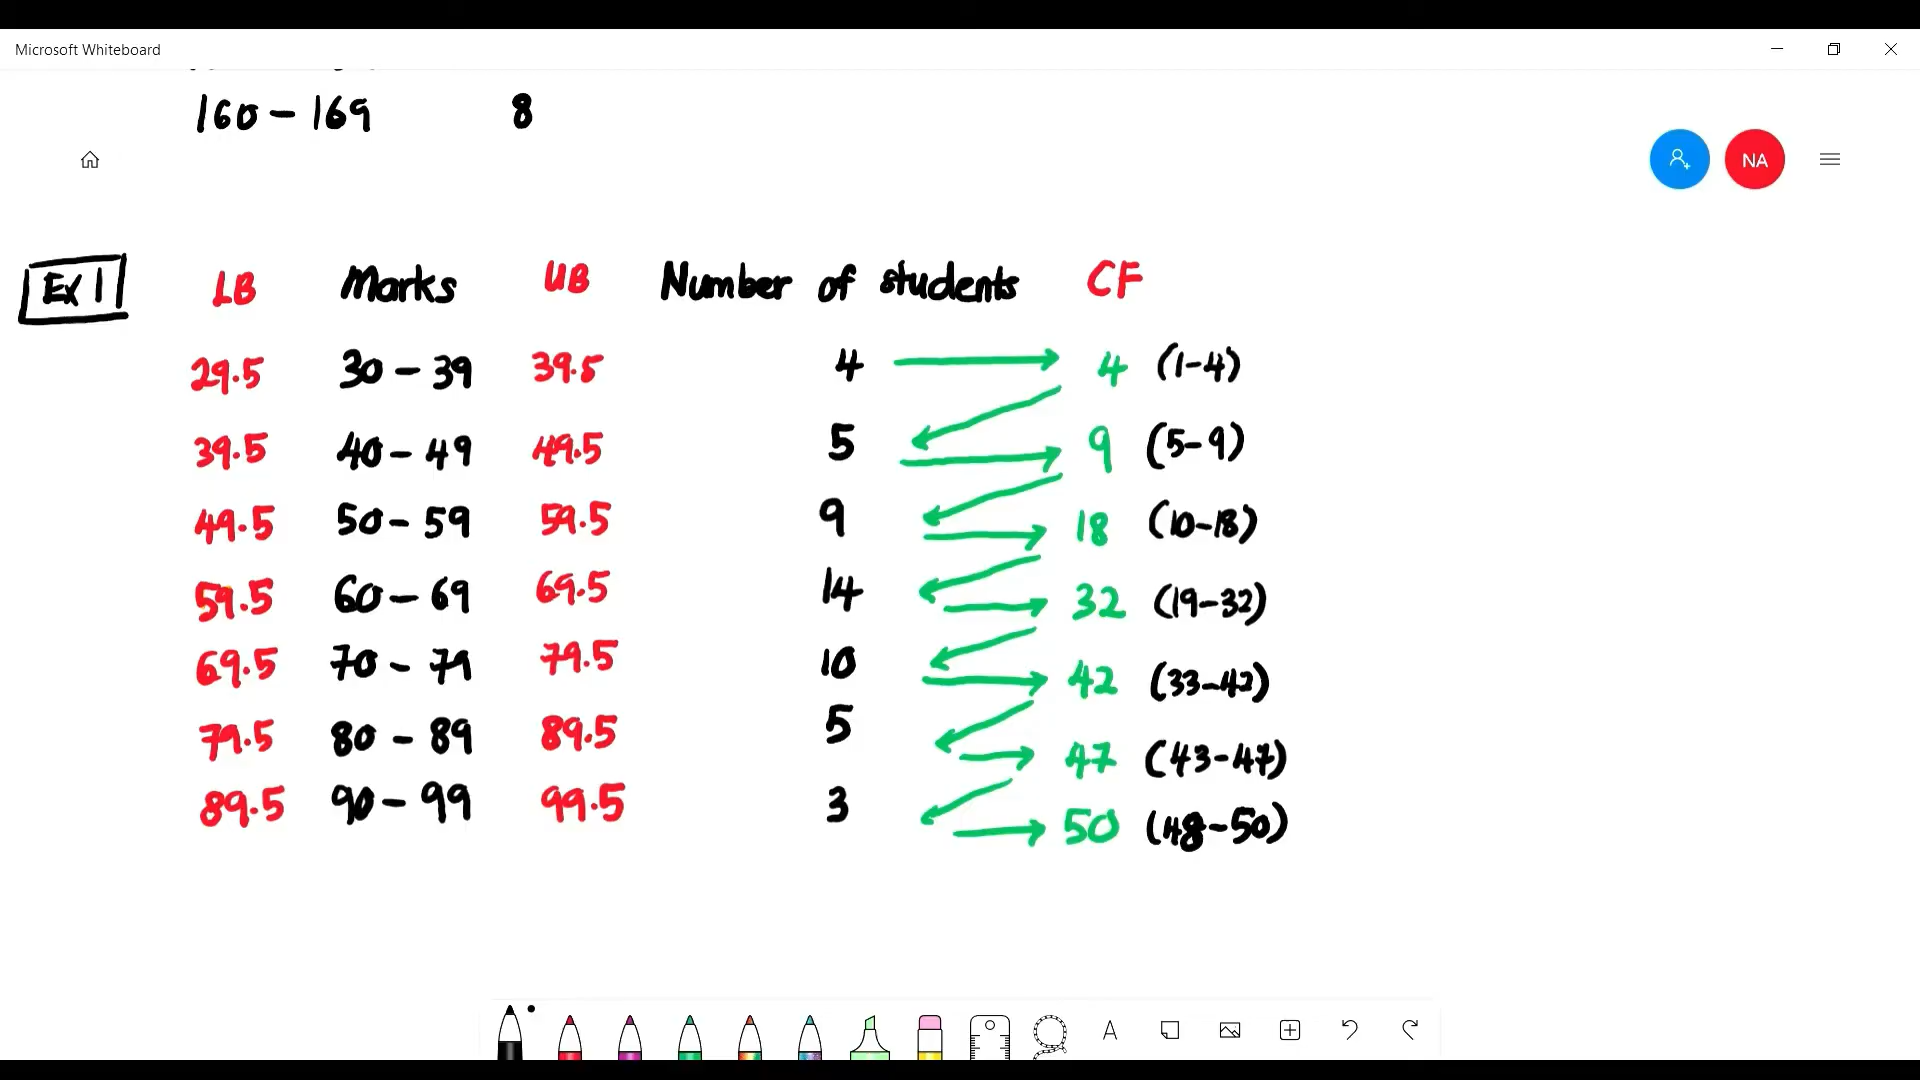 Microsoft Whiteboard
160 - 169 8
NA
Ex 1 LB Marks UB Number of students CF
29.5 30 - 39 39.5 4 4 (1-4)
39.5 40 - 49 49.5 5 9 (5-9)
49.5 50 - 59 59.5 9 18 (10-18)
59.5 60 - 69 69.5 14 32 (19-32)
69.5 70 - 79 79.5 10 42 (33-42)
79.5 80 - 89 89.5 5 47 (43-47)
89.5 90 - 99 99.5 3 50 (48-50)